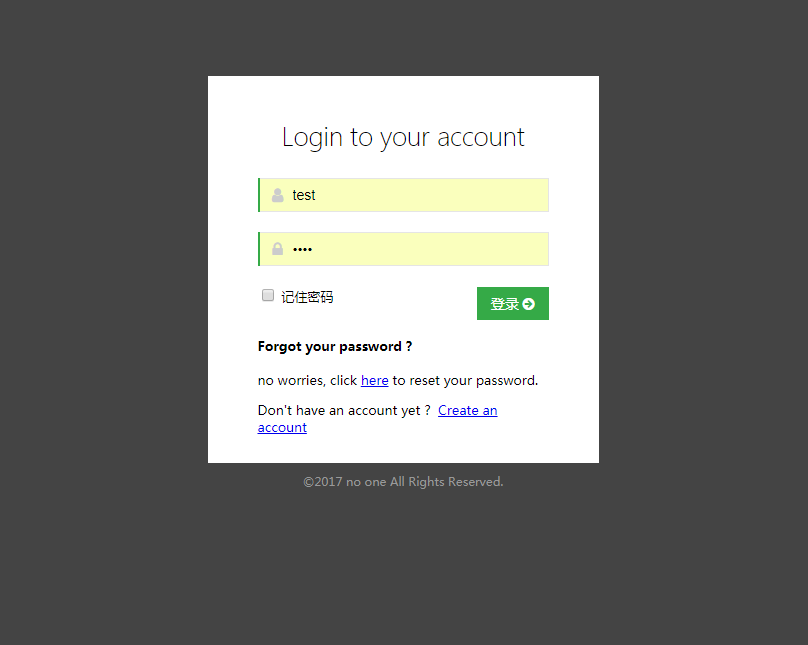 Login to your account
test
••••
记住密码
登录
Forgot your password ?
no worries, click here to reset your password.
Don't have an account yet ? Create an
account
©2017 no one All Rights Reserved.